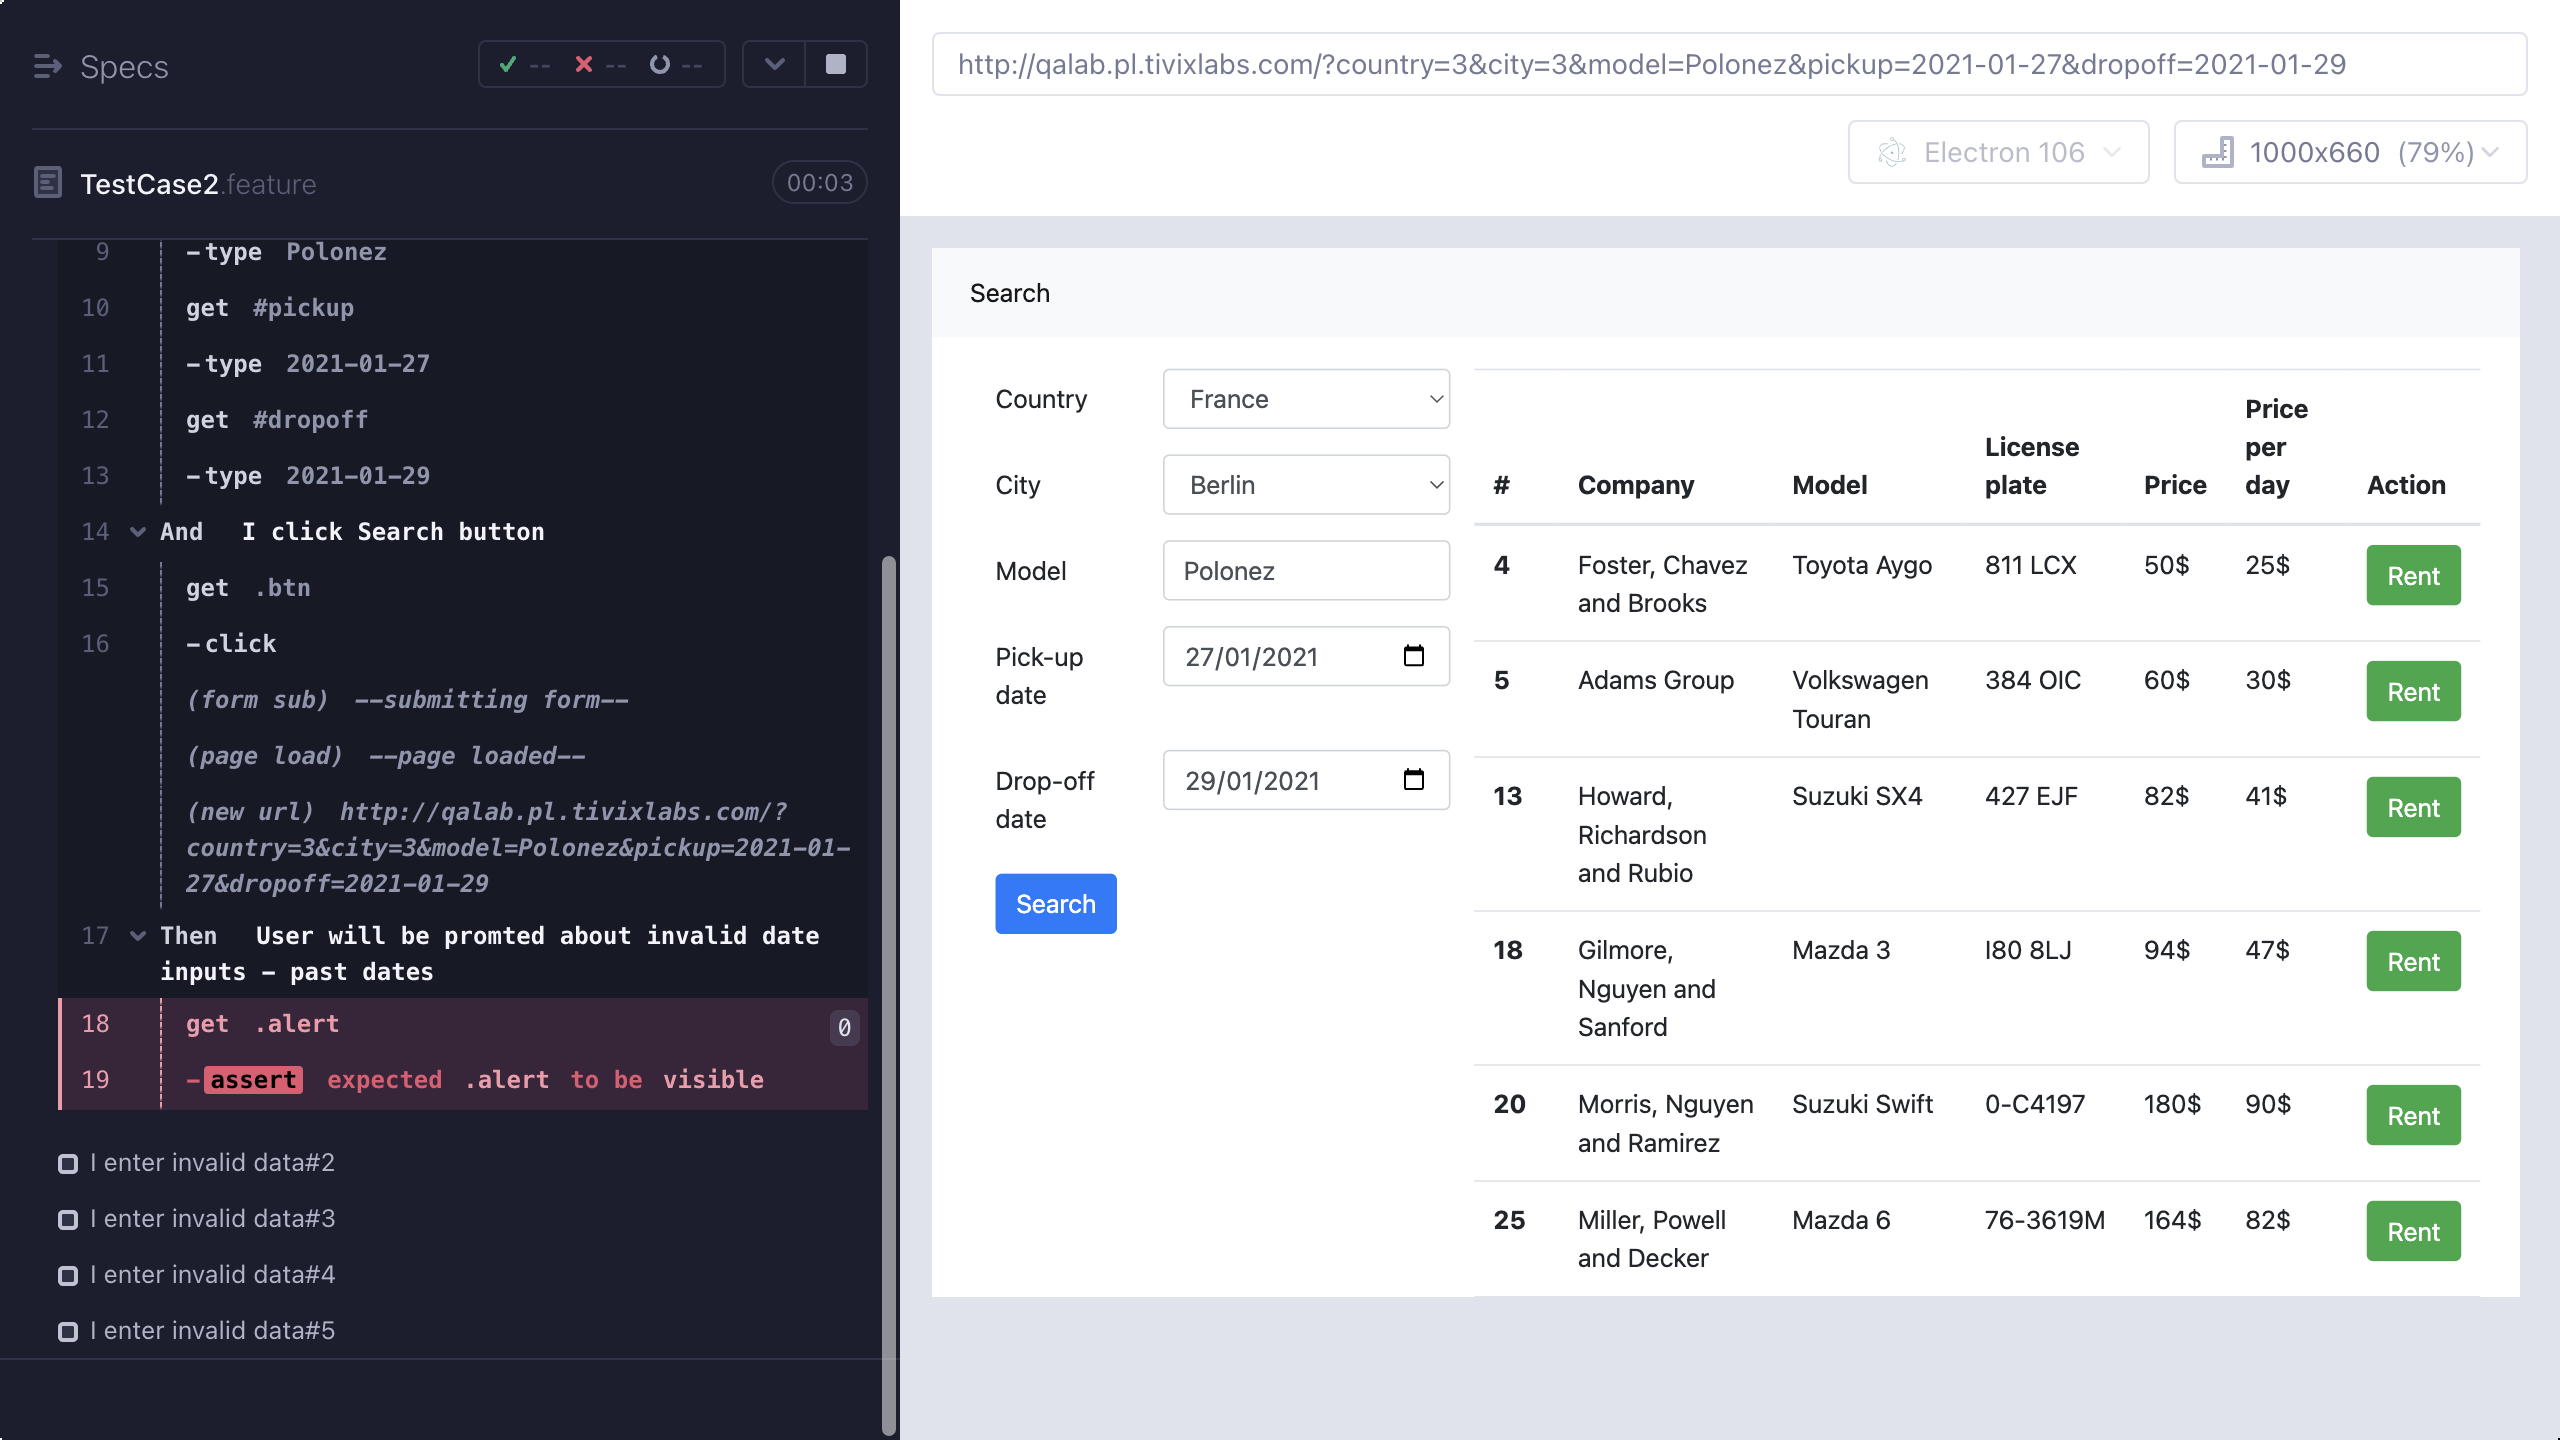 Specs
--
--
--
TestCase2.feature
00:03
9 -type Polonez
10 get #pickup
11 -type 2021-01-27
12 get #dropoff
13 -type 2021-01-29
14 And I click Search button
15 get .btn
16 -click
(form sub) --submitting form--
(page load) --page loaded--
(new url) http://qalab.pl.tivixlabs.com/?
country=3&city=3&model=Polonez&pickup=2021-01-
27&dropoff=2021-01-29
17 Then User will be promted about invalid date
inputs - past dates
18 get .alert 0
19 -assert expected .alert to be visible
I enter invalid data#2
I enter invalid data#3
I enter invalid data#4
I enter invalid data#5
http://qalab.pl.tivixlabs.com/?country=3&city=3&model=Polonez&pickup=2021-01-27&dropoff=2021-01-29
Electron 106
1000x660 (79%)
Search
Country France
City Berlin
Model Polonez
Pick-up
date
27/01/2021
Drop-off
date
29/01/2021
Search
# Company Model License
plate Price Price
per
day Action
4 Foster, Chavez
and Brooks Toyota Aygo 811 LCX 50$ 25$ Rent
5 Adams Group Volkswagen
Touran 384 OIC 60$ 30$ Rent
13 Howard,
Richardson
and Rubio Suzuki SX4 427 EJF 82$ 41$ Rent
18 Gilmore,
Nguyen and
Sanford Mazda 3 I80 8LJ 94$ 47$ Rent
20 Morris, Nguyen
and Ramirez Suzuki Swift 0-C4197 180$ 90$ Rent
25 Miller, Powell
and Decker Mazda 6 76-3619M 164$ 82$ Rent